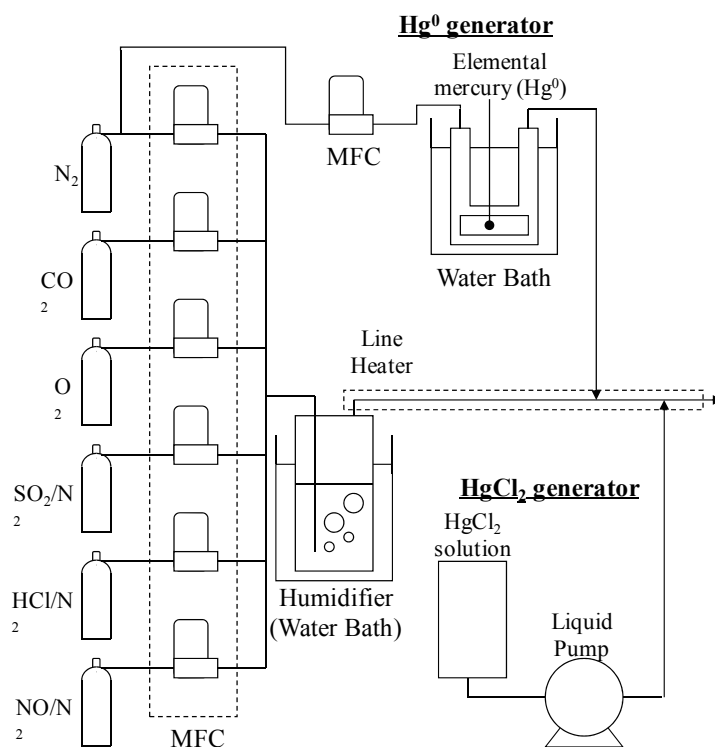 Hg⁰ generator
Elemental
mercury (Hg⁰)
MFC
N₂
Water Bath
CO
₂
Line
Heater
O
₂
SO₂/N
₂
HgCl₂ generator
HgCl₂
solution
HCl/N
₂
Humidifier
(Water Bath)
Liquid
Pump
NO/N
₂
MFC